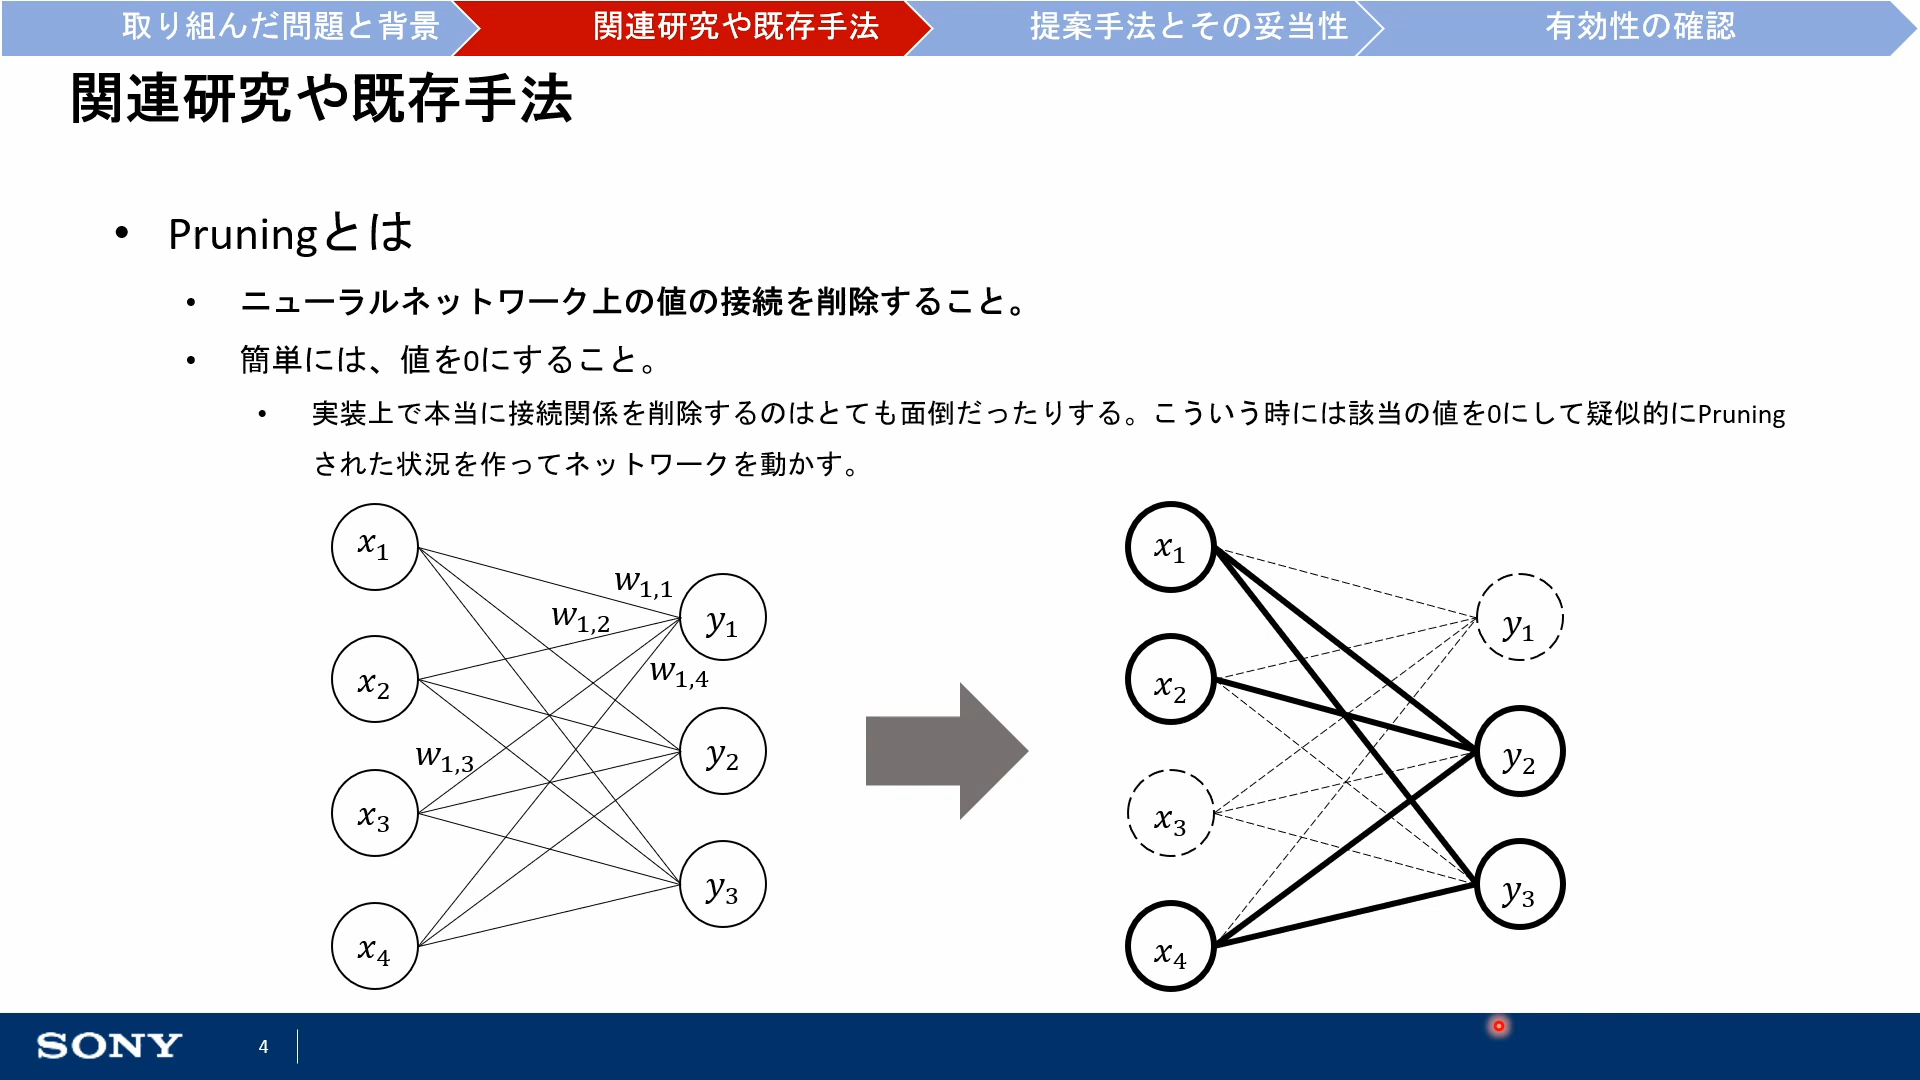 取り組んだ問題と背景
関連研究や既存手法
提案手法とその妥当性
有効性の確認
関連研究や既存手法
• Pruningとは
• ニューラルネットワーク上の値の接続を削除すること。
• 簡単には、値を0にすること。
• 実装上で本当に接続関係を削除するのはとても面倒だったりする。こういう時には該当の値を0にして疑似的にPruning
された状況を作ってネットワークを動かす。
x1
x2
x3
x4
w1,1
w1,2
w1,4
w1,3
y1
y2
y3
x1
x2
x3
x4
y1
y2
y3
SONY
4